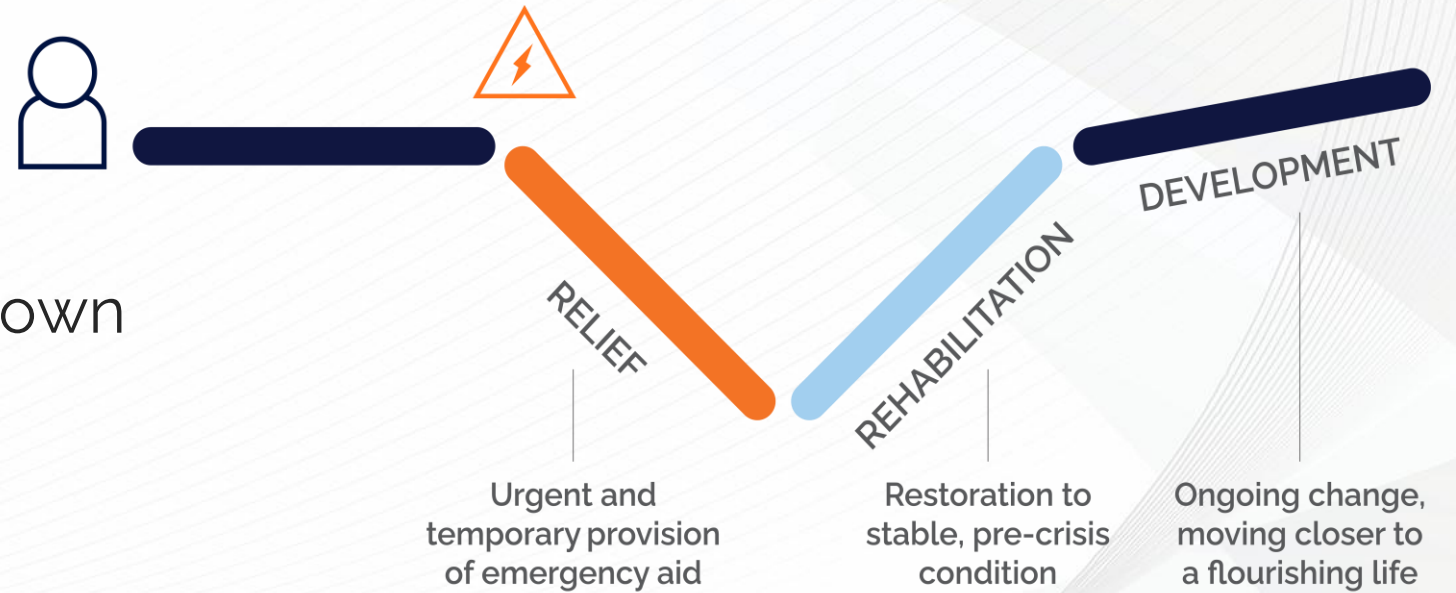 own
RELIEF
REHABILITATION
DEVELOPMENT
Urgent and
temporary provision
of emergency aid
Restoration to
stable, pre-crisis
condition
Ongoing change,
moving closer to
a flourishing life